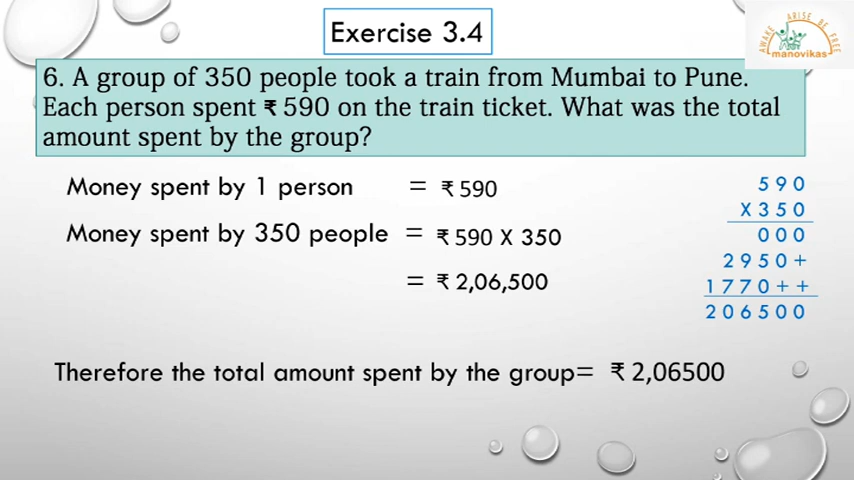 Exercise 3.4
AWARE ARISE BE FREE
manovikas
6. A group of 350 people took a train from Mumbai to Pune.
Each person spent ₹ 590 on the train ticket. What was the total
amount spent by the group?
Money spent by 1 person = ₹ 590
Money spent by 350 people = ₹ 590 X 350
= ₹ 2,06,500
5 9 0
X 3 5 0
0 0 0
2 9 5 0 +
1 7 7 0 + +
2 0 6 5 0 0
Therefore the total amount spent by the group= ₹ 2,06500